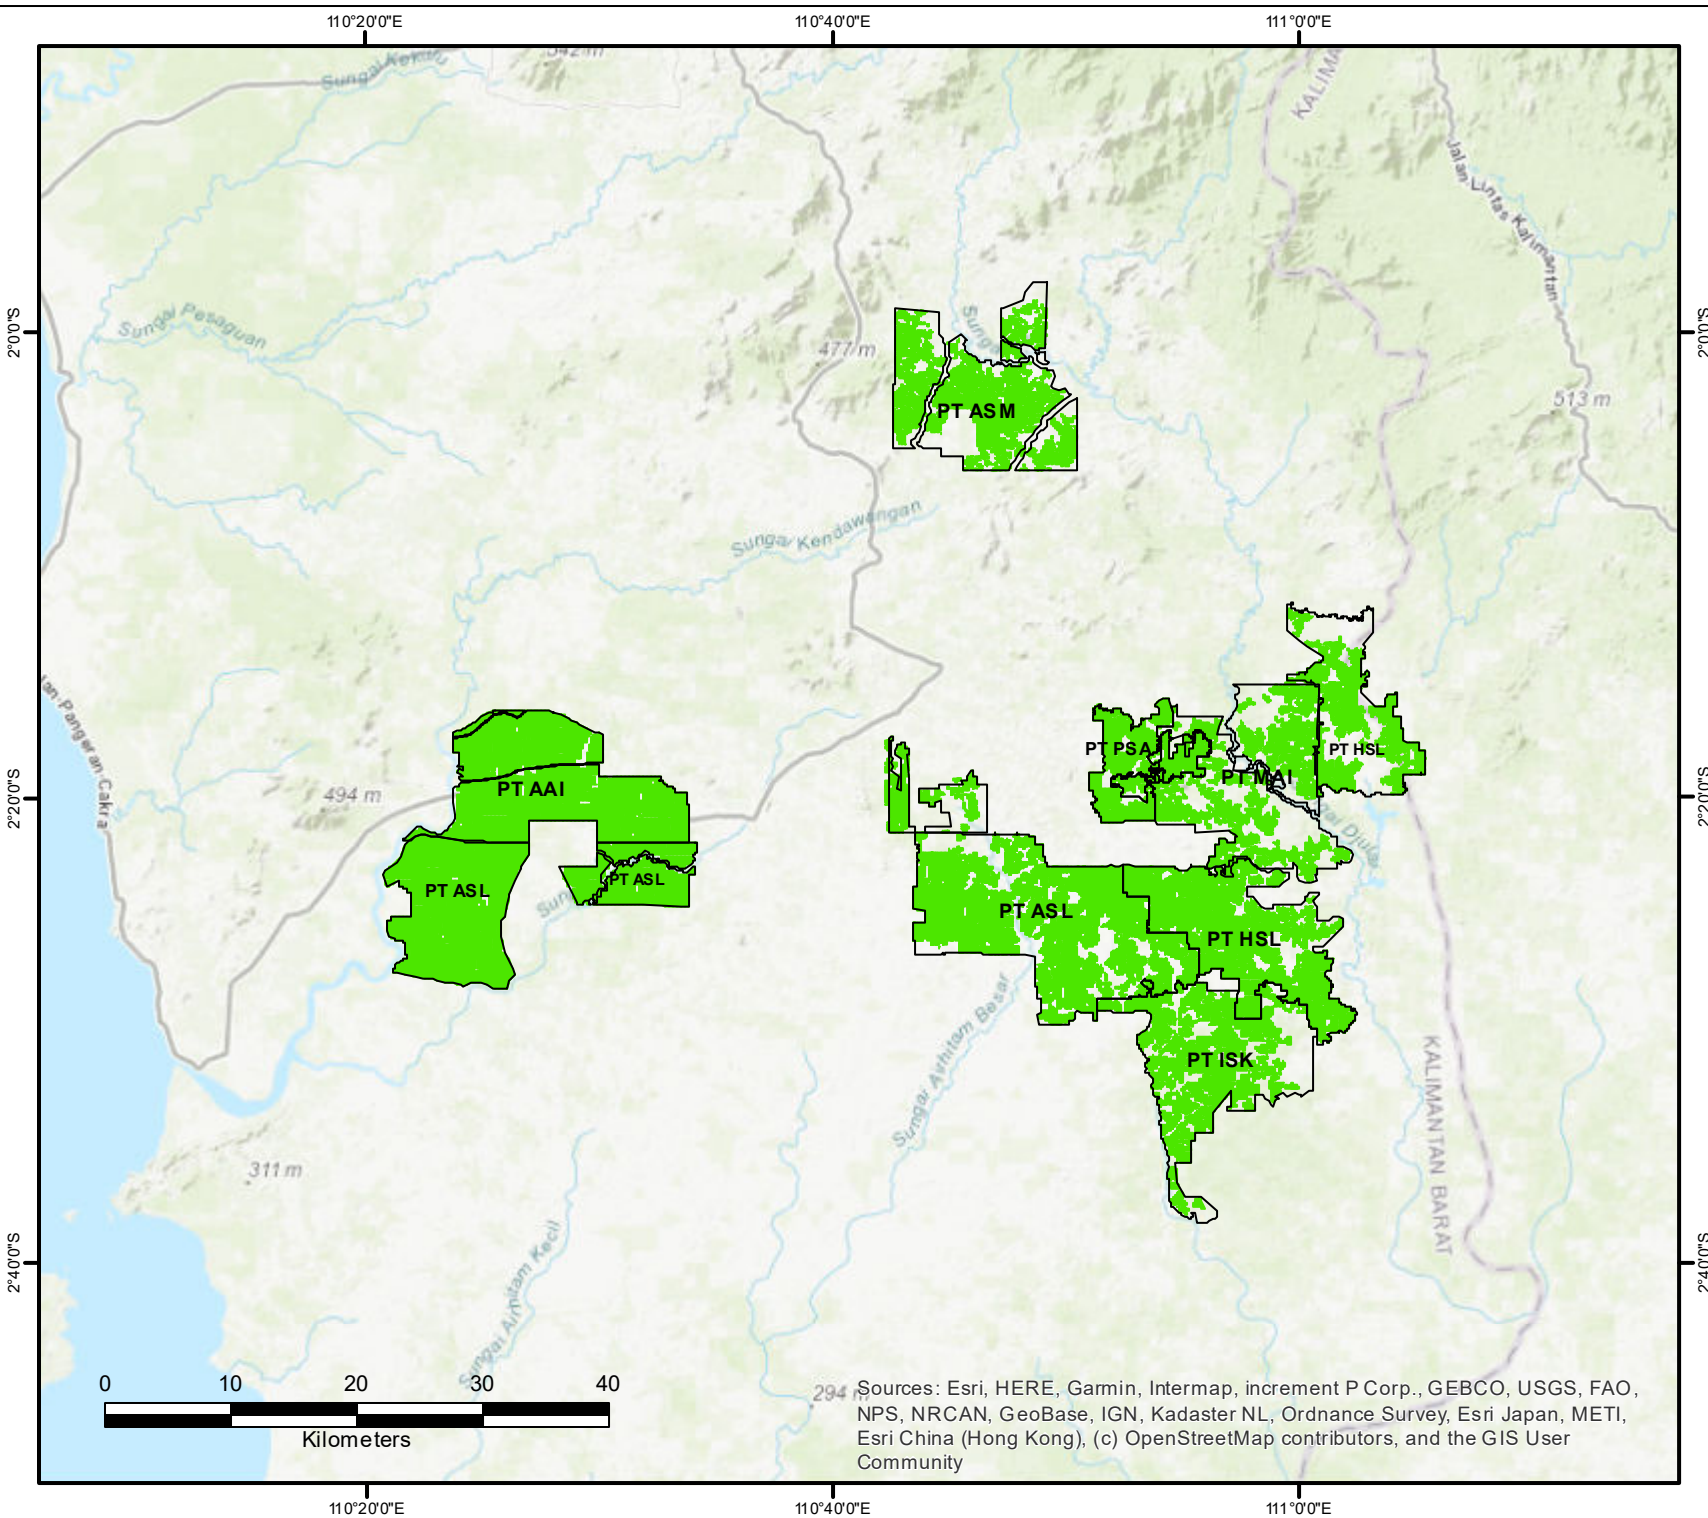 110°20'0"E
110°40'0"E
111°0'0"E
Sungai
542 m
KALIMA
Jalan Lintas Kalimantan
2°0'0"S
2°0'0"S
Sungai Pesaguan
Sunga
477 m
513 m
PT ASM
Sungai Kendawangan
lan Pangeran Cakra
PT PSA
PT HSL
PT MAI
PT AAI
494 m
2°20'0"S
2°20'0"S
PT ASL
PT ASL
Sun
PT ASL
PT HSL
Sungai Airhitam Besar
PT ISK
KALIMANTAN BARAT
311 m
2°40'0"S
2°40'0"S
Sungai Airhitam Kecil
0 10 20 30 40
Kilometers
294 m
Sources: Esri, HERE, Garmin, Intermap, increment P Corp., GEBCO, USGS, FAO,
NPS, NRCAN, GeoBase, IGN, Kadaster NL, Ordnance Survey, Esri Japan, METI,
Esri China (Hong Kong), (c) OpenStreetMap contributors, and the GIS User
Community
110°20'0"E
110°40'0"E
111°0'0"E